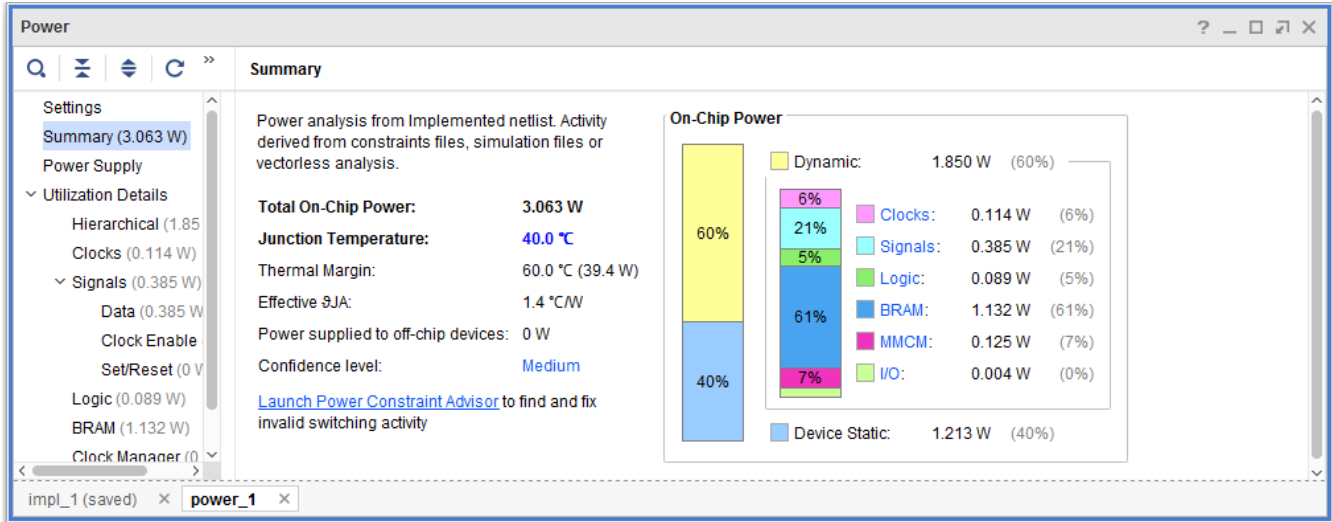 Power
Summary
Settings
Summary (3.063 W)
Power Supply
Utilization Details
Hierarchical (1.85
Clocks (0.114 W)
Signals (0.385 W)
Data (0.385 W
Clock Enable
Set/Reset (0 W
Logic (0.089 W)
BRAM (1.132 W)
Clock Manager (0
Power analysis from Implemented netlist. Activity
derived from constraints files, simulation files or
vectorless analysis.
Total On-Chip Power: 3.063 W
Junction Temperature: 40.0 °C
Thermal Margin: 60.0 °C (39.4 W)
Effective ϑJA: 1.4 °C/W
Power supplied to off-chip devices: 0 W
Confidence level: Medium
Launch Power Constraint Advisor to find and fix
invalid switching activity
On-Chip Power
60%
40%
Dynamic: 1.850 W (60%)
6%
21%
5%
61%
7%
Clocks: 0.114 W (6%)
Signals: 0.385 W (21%)
Logic: 0.089 W (5%)
BRAM: 1.132 W (61%)
MMCM: 0.125 W (7%)
I/O: 0.004 W (0%)
Device Static: 1.213 W (40%)
impl_1 (saved)
power_1